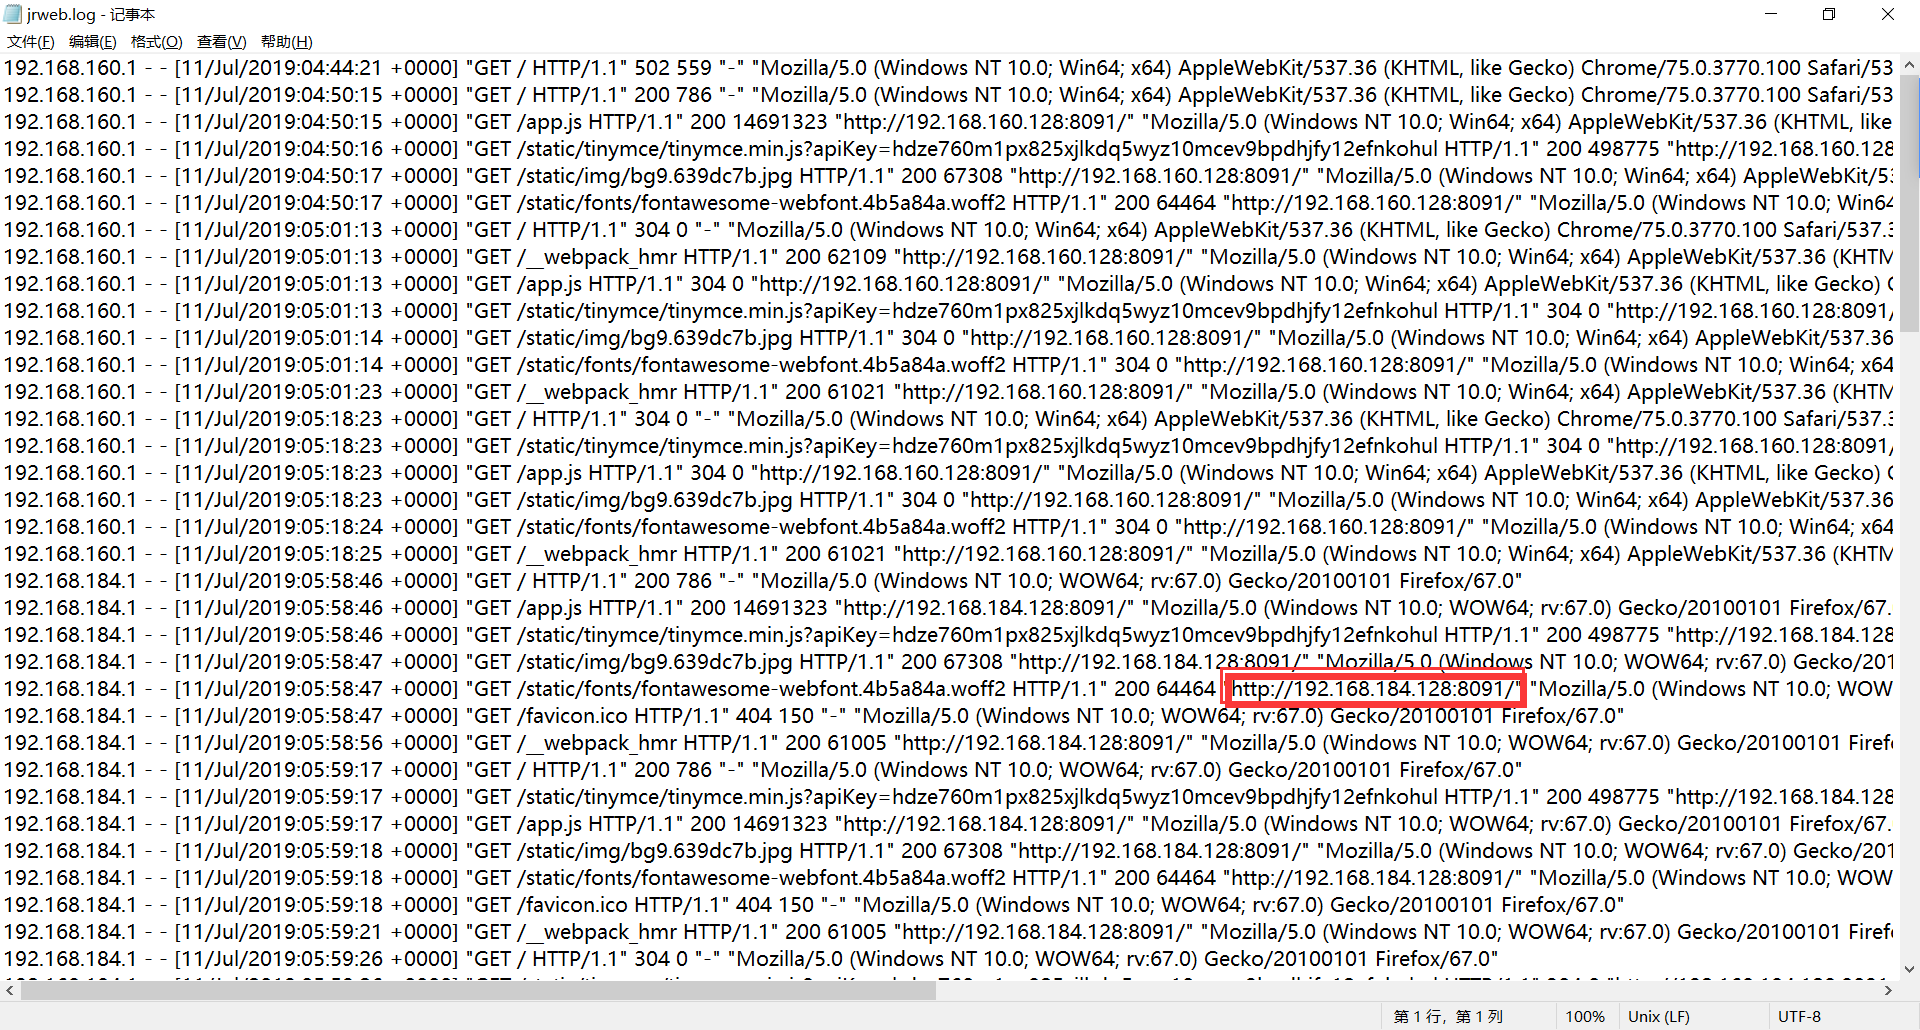 jrweb.log - 记事本
文件(F) 编辑(E) 格式(O) 查看(V) 帮助(H)
192.168.160.1 - - [11/Jul/2019:04:44:21 +0000] "GET / HTTP/1.1" 502 559 "-" "Mozilla/5.0 (Windows NT 10.0; Win64; x64) AppleWebKit/537.36 (KHTML, like Gecko) Chrome/75.0.3770.100 Safari/53
192.168.160.1 - - [11/Jul/2019:04:50:15 +0000] "GET / HTTP/1.1" 200 786 "-" "Mozilla/5.0 (Windows NT 10.0; Win64; x64) AppleWebKit/537.36 (KHTML, like Gecko) Chrome/75.0.3770.100 Safari/53
192.168.160.1 - - [11/Jul/2019:04:50:15 +0000] "GET /app.js HTTP/1.1" 200 14691323 "http://192.168.160.128:8091/" "Mozilla/5.0 (Windows NT 10.0; Win64; x64) AppleWebKit/537.36 (KHTML, like
192.168.160.1 - - [11/Jul/2019:04:50:16 +0000] "GET /static/tinymce/tinymce.min.js?apiKey=hdze760m1px825xjlkdq5wyz10mcev9bpdhjfy12efnkohul HTTP/1.1" 200 498775 "http://192.168.160.128
192.168.160.1 - - [11/Jul/2019:04:50:17 +0000] "GET /static/img/bg9.639dc7b.jpg HTTP/1.1" 200 67308 "http://192.168.160.128:8091/" "Mozilla/5.0 (Windows NT 10.0; Win64; x64) AppleWebKit/53
192.168.160.1 - - [11/Jul/2019:04:50:17 +0000] "GET /static/fonts/fontawesome-webfont.4b5a84a.woff2 HTTP/1.1" 200 64464 "http://192.168.160.128:8091/" "Mozilla/5.0 (Windows NT 10.0; Win64
192.168.160.1 - - [11/Jul/2019:05:01:13 +0000] "GET / HTTP/1.1" 304 0 "-" "Mozilla/5.0 (Windows NT 10.0; Win64; x64) AppleWebKit/537.36 (KHTML, like Gecko) Chrome/75.0.3770.100 Safari/537.3
192.168.160.1 - - [11/Jul/2019:05:01:13 +0000] "GET /__webpack_hmr HTTP/1.1" 200 62109 "http://192.168.160.128:8091/" "Mozilla/5.0 (Windows NT 10.0; Win64; x64) AppleWebKit/537.36 (KHTM
192.168.160.1 - - [11/Jul/2019:05:01:13 +0000] "GET /app.js HTTP/1.1" 304 0 "http://192.168.160.128:8091/" "Mozilla/5.0 (Windows NT 10.0; Win64; x64) AppleWebKit/537.36 (KHTML, like Gecko) C
192.168.160.1 - - [11/Jul/2019:05:01:13 +0000] "GET /static/tinymce/tinymce.min.js?apiKey=hdze760m1px825xjlkdq5wyz10mcev9bpdhjfy12efnkohul HTTP/1.1" 304 0 "http://192.168.160.128:8091/
192.168.160.1 - - [11/Jul/2019:05:01:14 +0000] "GET /static/img/bg9.639dc7b.jpg HTTP/1.1" 304 0 "http://192.168.160.128:8091/" "Mozilla/5.0 (Windows NT 10.0; Win64; x64) AppleWebKit/537.36
192.168.160.1 - - [11/Jul/2019:05:01:14 +0000] "GET /static/fonts/fontawesome-webfont.4b5a84a.woff2 HTTP/1.1" 304 0 "http://192.168.160.128:8091/" "Mozilla/5.0 (Windows NT 10.0; Win64; x64
192.168.160.1 - - [11/Jul/2019:05:01:23 +0000] "GET /__webpack_hmr HTTP/1.1" 200 61021 "http://192.168.160.128:8091/" "Mozilla/5.0 (Windows NT 10.0; Win64; x64) AppleWebKit/537.36 (KHTM
192.168.160.1 - - [11/Jul/2019:05:18:23 +0000] "GET / HTTP/1.1" 304 0 "-" "Mozilla/5.0 (Windows NT 10.0; Win64; x64) AppleWebKit/537.36 (KHTML, like Gecko) Chrome/75.0.3770.100 Safari/537.3
192.168.160.1 - - [11/Jul/2019:05:18:23 +0000] "GET /static/tinymce/tinymce.min.js?apiKey=hdze760m1px825xjlkdq5wyz10mcev9bpdhjfy12efnkohul HTTP/1.1" 304 0 "http://192.168.160.128:8091/
192.168.160.1 - - [11/Jul/2019:05:18:23 +0000] "GET /app.js HTTP/1.1" 304 0 "http://192.168.160.128:8091/" "Mozilla/5.0 (Windows NT 10.0; Win64; x64) AppleWebKit/537.36 (KHTML, like Gecko) C
192.168.160.1 - - [11/Jul/2019:05:18:23 +0000] "GET /static/img/bg9.639dc7b.jpg HTTP/1.1" 304 0 "http://192.168.160.128:8091/" "Mozilla/5.0 (Windows NT 10.0; Win64; x64) AppleWebKit/537.36
192.168.160.1 - - [11/Jul/2019:05:18:24 +0000] "GET /static/fonts/fontawesome-webfont.4b5a84a.woff2 HTTP/1.1" 304 0 "http://192.168.160.128:8091/" "Mozilla/5.0 (Windows NT 10.0; Win64; x64
192.168.160.1 - - [11/Jul/2019:05:18:25 +0000] "GET /__webpack_hmr HTTP/1.1" 200 61021 "http://192.168.160.128:8091/" "Mozilla/5.0 (Windows NT 10.0; Win64; x64) AppleWebKit/537.36 (KHTM
192.168.184.1 - - [11/Jul/2019:05:58:46 +0000] "GET / HTTP/1.1" 200 786 "-" "Mozilla/5.0 (Windows NT 10.0; WOW64; rv:67.0) Gecko/20100101 Firefox/67.0"
192.168.184.1 - - [11/Jul/2019:05:58:46 +0000] "GET /app.js HTTP/1.1" 200 14691323 "http://192.168.184.128:8091/" "Mozilla/5.0 (Windows NT 10.0; WOW64; rv:67.0) Gecko/20100101 Firefox/67.
192.168.184.1 - - [11/Jul/2019:05:58:46 +0000] "GET /static/tinymce/tinymce.min.js?apiKey=hdze760m1px825xjlkdq5wyz10mcev9bpdhjfy12efnkohul HTTP/1.1" 200 498775 "http://192.168.184.128
192.168.184.1 - - [11/Jul/2019:05:58:47 +0000] "GET /static/img/bg9.639dc7b.jpg HTTP/1.1" 200 67308 "http://192.168.184.128:8091/" "Mozilla/5.0 (Windows NT 10.0; WOW64; rv:67.0) Gecko/201
192.168.184.1 - - [11/Jul/2019:05:58:47 +0000] "GET /static/fonts/fontawesome-webfont.4b5a84a.woff2 HTTP/1.1" 200 64464 "http://192.168.184.128:8091/" "Mozilla/5.0 (Windows NT 10.0; WOW
192.168.184.1 - - [11/Jul/2019:05:58:47 +0000] "GET /favicon.ico HTTP/1.1" 404 150 "-" "Mozilla/5.0 (Windows NT 10.0; WOW64; rv:67.0) Gecko/20100101 Firefox/67.0"
192.168.184.1 - - [11/Jul/2019:05:58:56 +0000] "GET /__webpack_hmr HTTP/1.1" 200 61005 "http://192.168.184.128:8091/" "Mozilla/5.0 (Windows NT 10.0; WOW64; rv:67.0) Gecko/20100101 Firef
192.168.184.1 - - [11/Jul/2019:05:59:17 +0000] "GET / HTTP/1.1" 200 786 "-" "Mozilla/5.0 (Windows NT 10.0; WOW64; rv:67.0) Gecko/20100101 Firefox/67.0"
192.168.184.1 - - [11/Jul/2019:05:59:17 +0000] "GET /static/tinymce/tinymce.min.js?apiKey=hdze760m1px825xjlkdq5wyz10mcev9bpdhjfy12efnkohul HTTP/1.1" 200 498775 "http://192.168.184.128
192.168.184.1 - - [11/Jul/2019:05:59:17 +0000] "GET /app.js HTTP/1.1" 200 14691323 "http://192.168.184.128:8091/" "Mozilla/5.0 (Windows NT 10.0; WOW64; rv:67.0) Gecko/20100101 Firefox/67.
192.168.184.1 - - [11/Jul/2019:05:59:18 +0000] "GET /static/img/bg9.639dc7b.jpg HTTP/1.1" 200 67308 "http://192.168.184.128:8091/" "Mozilla/5.0 (Windows NT 10.0; WOW64; rv:67.0) Gecko/201
192.168.184.1 - - [11/Jul/2019:05:59:18 +0000] "GET /static/fonts/fontawesome-webfont.4b5a84a.woff2 HTTP/1.1" 200 64464 "http://192.168.184.128:8091/" "Mozilla/5.0 (Windows NT 10.0; WOW
192.168.184.1 - - [11/Jul/2019:05:59:18 +0000] "GET /favicon.ico HTTP/1.1" 404 150 "-" "Mozilla/5.0 (Windows NT 10.0; WOW64; rv:67.0) Gecko/20100101 Firefox/67.0"
192.168.184.1 - - [11/Jul/2019:05:59:21 +0000] "GET /__webpack_hmr HTTP/1.1" 200 61005 "http://192.168.184.128:8091/" "Mozilla/5.0 (Windows NT 10.0; WOW64; rv:67.0) Gecko/20100101 Firef
192.168.184.1 - - [11/Jul/2019:05:59:26 +0000] "GET / HTTP/1.1" 304 0 "-" "Mozilla/5.0 (Windows NT 10.0; WOW64; rv:67.0) Gecko/20100101 Firefox/67.0"
第 1 行，第 1 列 100% Unix (LF) UTF-8